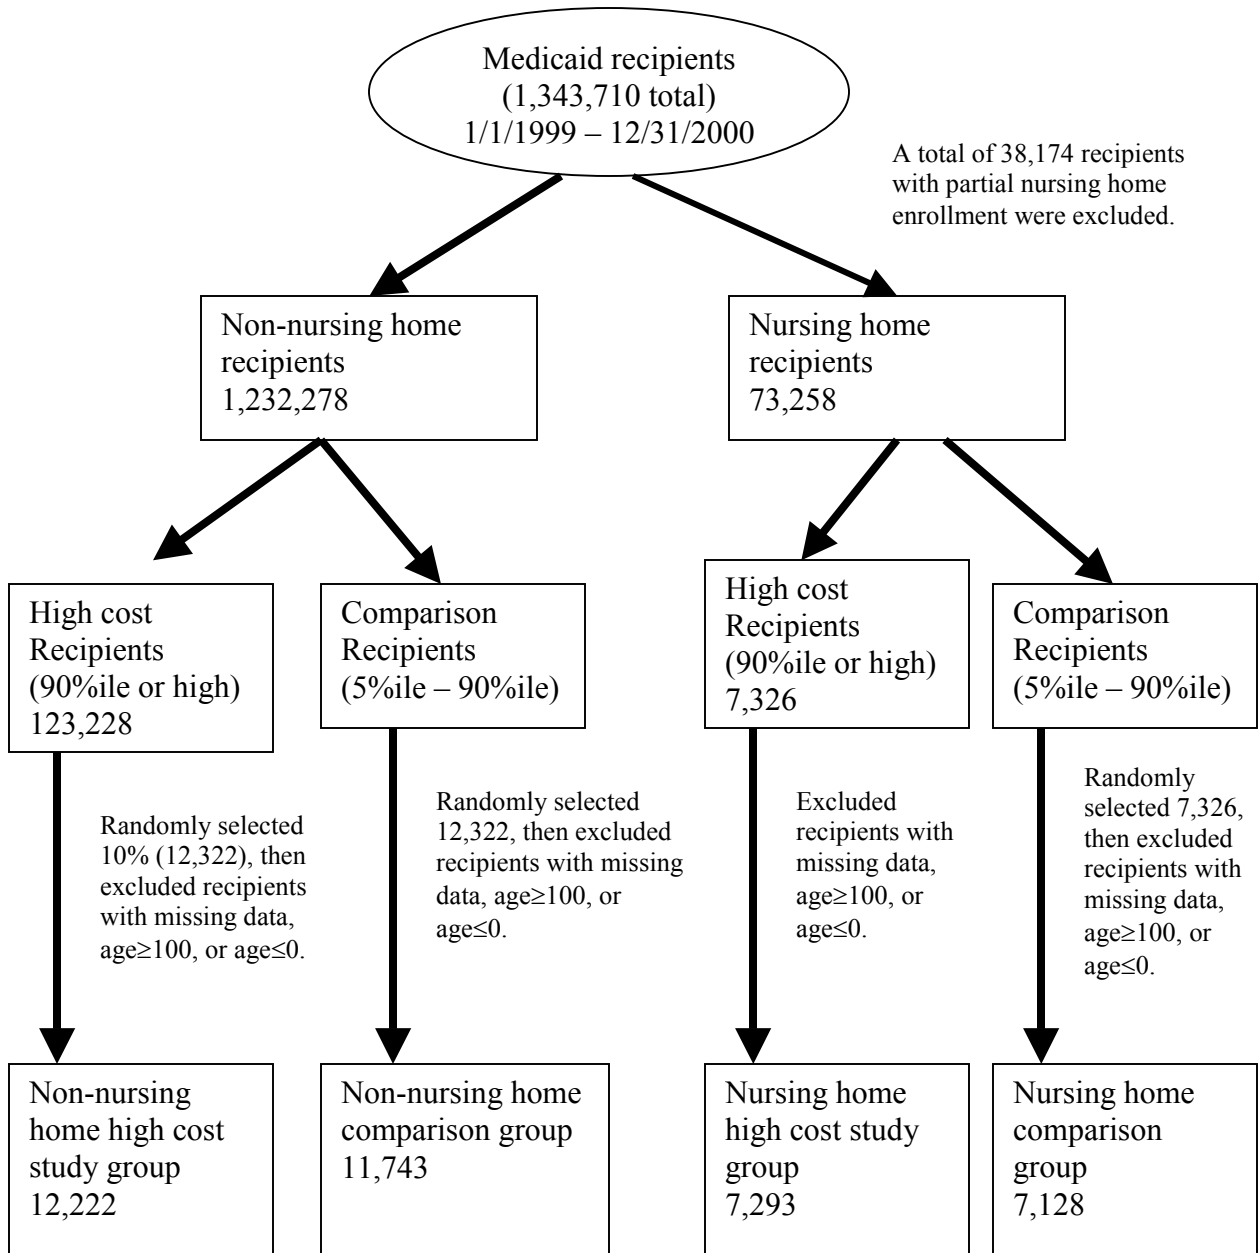 Medicaid recipients
(1,343,710 total)
1/1/1999 – 12/31/2000
A total of 38,174 recipients
with partial nursing home
enrollment were excluded.
Non-nursing home
recipients
1,232,278
Nursing home
recipients
73,258
High cost
Recipients
(90%ile or high)
123,228
Comparison
Recipients
(5%ile – 90%ile)
High cost
Recipients
(90%ile or high)
7,326
Comparison
Recipients
(5%ile – 90%ile)
Randomly selected
10% (12,322), then
excluded recipients
with missing data,
age≥100, or age≤0.
Randomly selected
12,322, then excluded
recipients with missing
data, age≥100, or
age≤0.
Excluded
recipients with
missing data,
age≥100, or
age≤0.
Randomly
selected 7,326,
then excluded
recipients with
missing data,
age≥100, or
age≤0.
Non-nursing
home high cost
study group
12,222
Non-nursing home
comparison group
11,743
Nursing home
high cost study
group
7,293
Nursing home
comparison
group
7,128